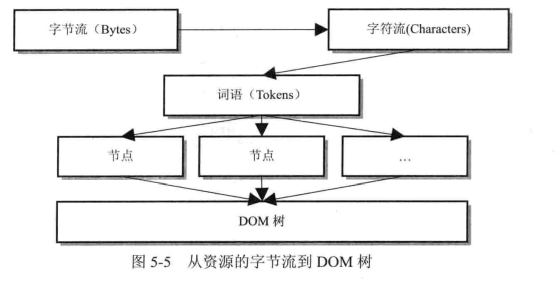 字节流（Bytes）
字符流(Characters)
词语（Tokens）
节点
节点
…
DOM 树
图 5-5 从资源的字节流到 DOM 树